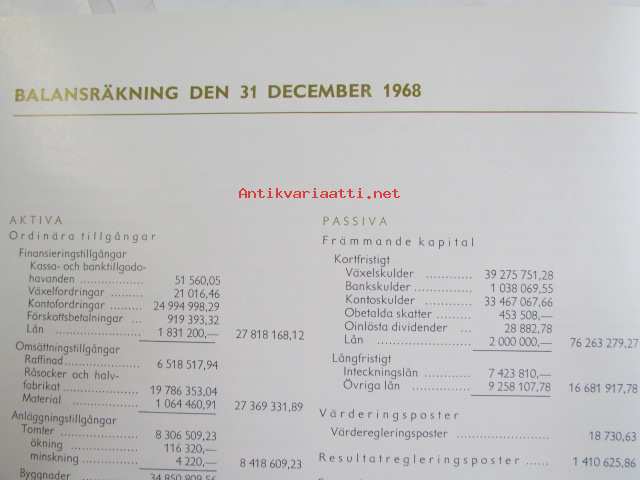 BALANSRÄKNING DEN 31 DECEMBER 1968
Antikvariaatti.net
AKTIVA
Ordinära tillgångar
Finansieringstillgångar
Kassa- och banktillgodo-
havanden 51 560,05
Växelfordringar 21 016,46
Kontofordringar 24 994 998,29
Förskottsbetalningar 919 393,32
Lån 1 831 200,— 27 818 168,12
Omsättningstillgångar
Raffinad 6 518 517,94
Råsocker och halv-
fabrikat 19 786 353,04
Material 1 064 460,91 27 369 331,89
Anläggningstillgångar
Tomter 8 306 509,23
ökning 116 320,—
minskning 4 220,— 8 418 609,23
Byggnader 34 850 809,56
PASSIVA
Främmande kapital
Kortfristigt
Växelskulder 39 275 751,28
Bankskulder 1 038 069,55
Kontoskulder 33 467 067,66
Obetalda skatter 453 508,—
Oinlösta dividender 28 882,78
Lån 2 000 000,— 76 263 279,27
Långfristigt
Inteckningslån 7 423 810,—
Övriga lån 9 258 107,78 16 681 917,78
Värderingsposter
Värderegleringsposter 18 730,63
Resultatregleringsposter 1 410 625,86